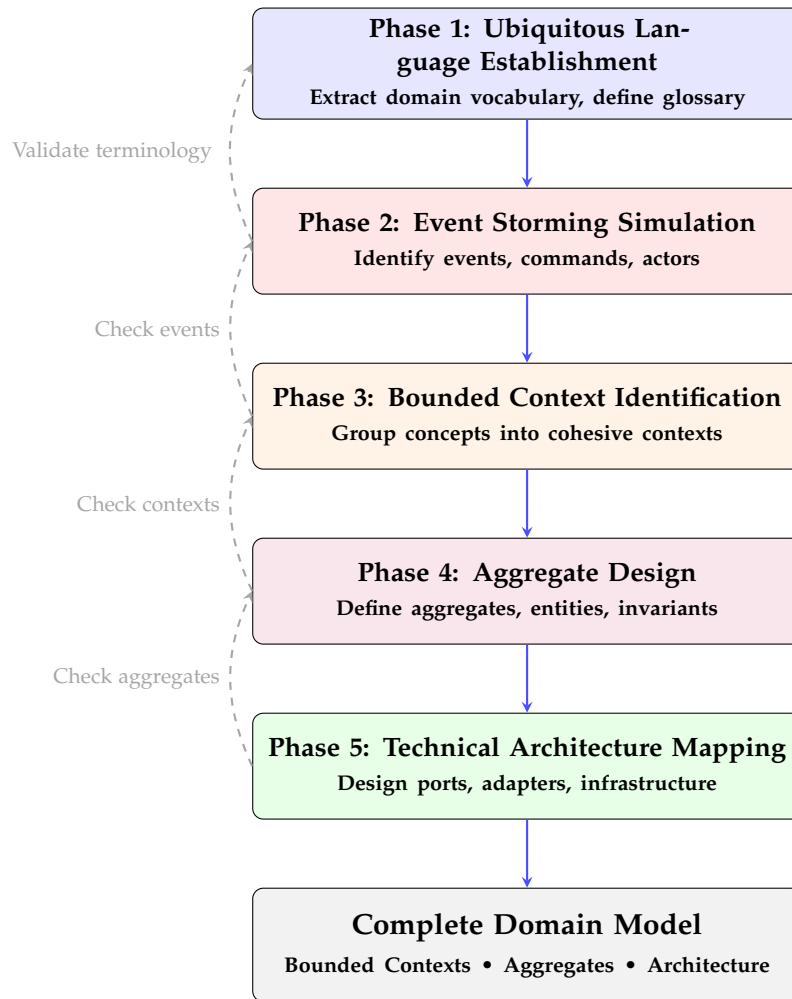 Phase 1: Ubiquitous Lan-
guage Establishment
Extract domain vocabulary, define glossary
Validate terminology
Phase 2: Event Storming Simulation
Identify events, commands, actors
Check events
Phase 3: Bounded Context Identification
Group concepts into cohesive contexts
Check contexts
Phase 4: Aggregate Design
Define aggregates, entities, invariants
Check aggregates
Phase 5: Technical Architecture Mapping
Design ports, adapters, infrastructure
Complete Domain Model
Bounded Contexts • Aggregates • Architecture